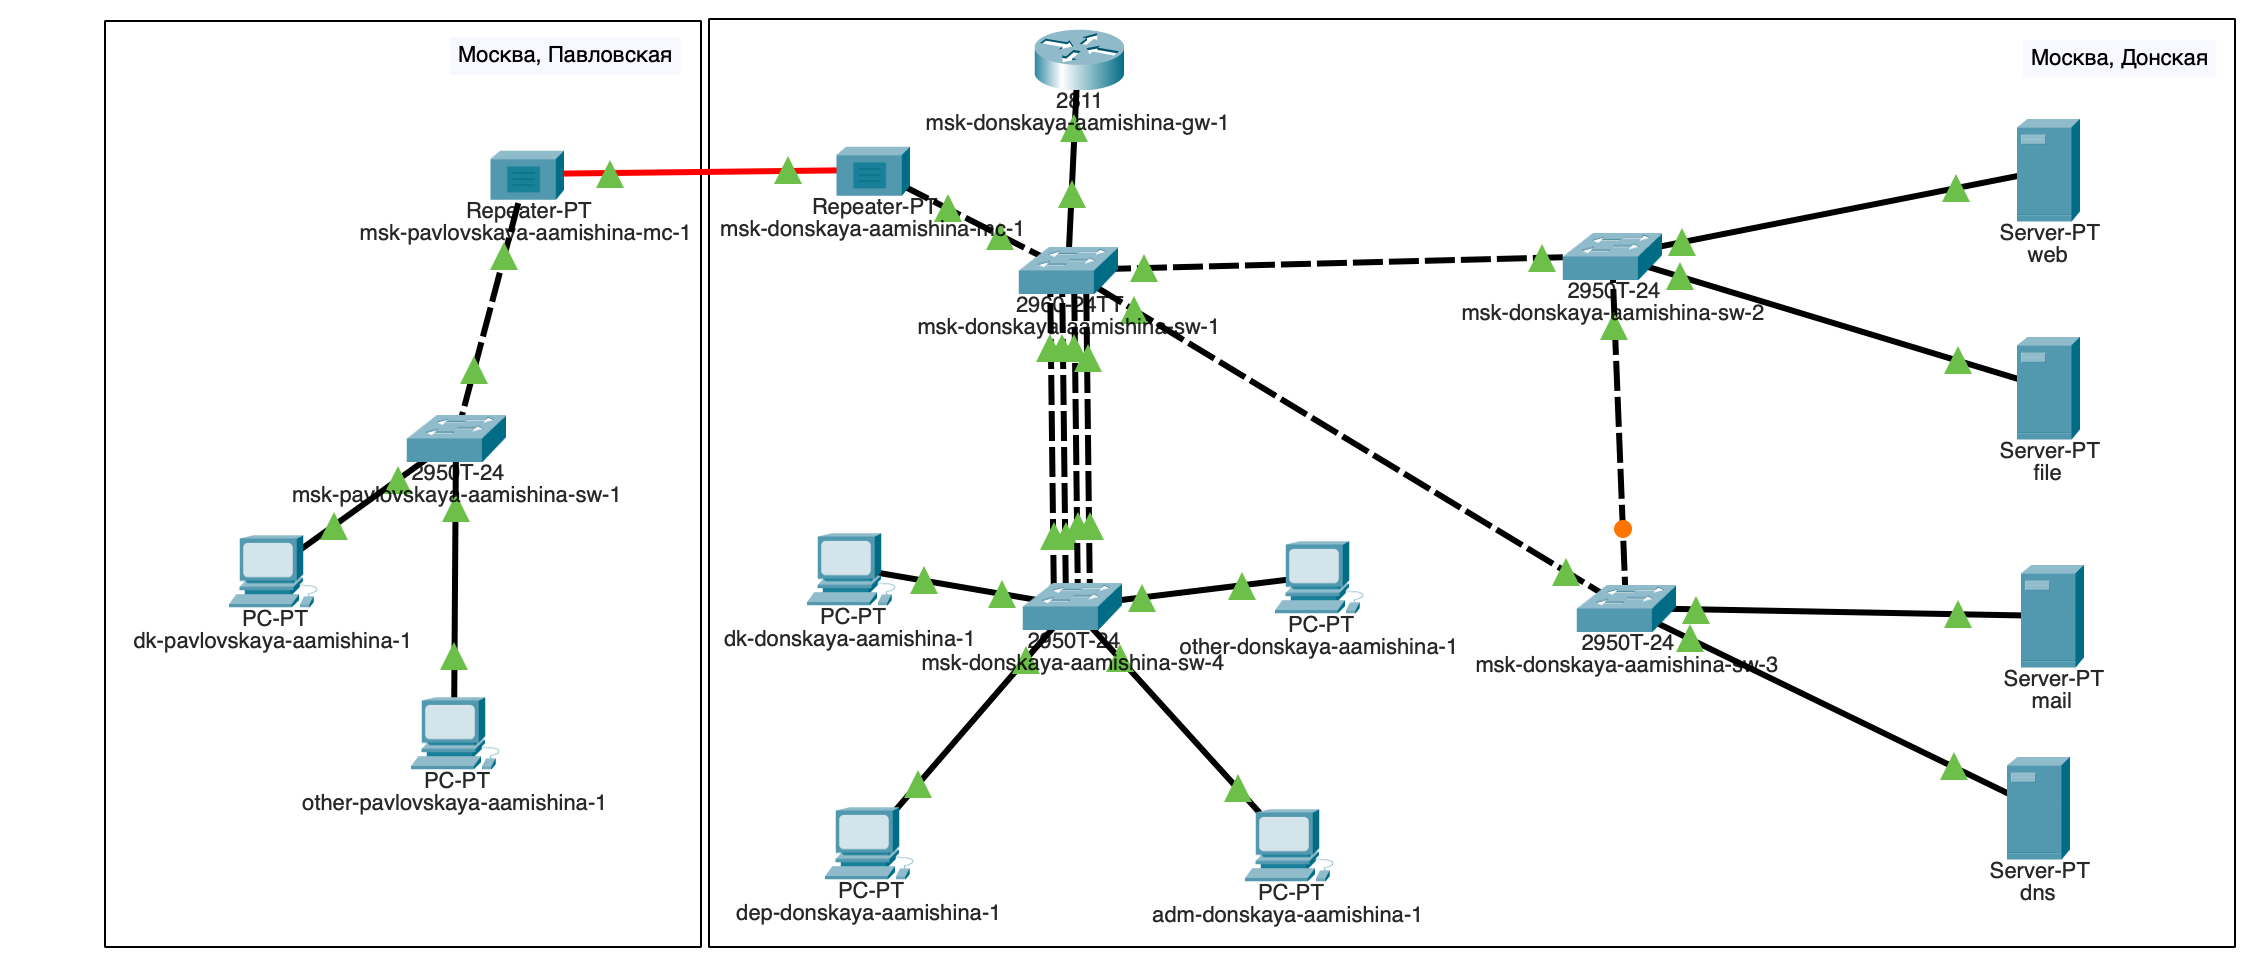 Москва, Павловская
Москва, Донская
2811
msk-donskaya-aamishina-gw-1
Repeater-PT
msk-pavlovskaya-aamishina-mc-1
Repeater-PT
msk-donskaya-aamishina-mc-1
Server-PT
web
2960-24TT
msk-donskaya-aamishina-sw-1
2950T-24
msk-donskaya-aamishina-sw-2
Server-PT
file
2950T-24
msk-pavlovskaya-aamishina-sw-1
PC-PT
dk-pavlovskaya-aamishina-1
PC-PT
dk-donskaya-aamishina-1
PC-PT
other-donskaya-aamishina-1
2950T-24
msk-donskaya-aamishina-sw-4
2950T-24
msk-donskaya-aamishina-sw-3
Server-PT
mail
PC-PT
other-pavlovskaya-aamishina-1
PC-PT
dep-donskaya-aamishina-1
PC-PT
adm-donskaya-aamishina-1
Server-PT
dns